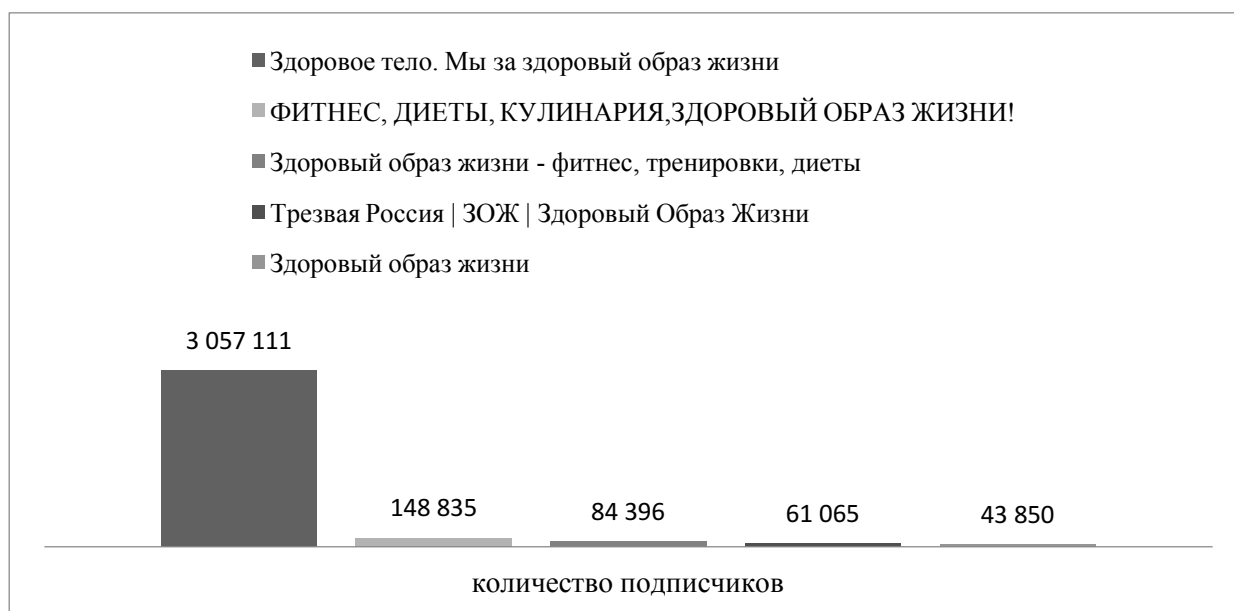 Здоровое тело. Мы за здоровый образ жизни
ФИТНЕС, ДИЕТЫ, КУЛИНАРИЯ,ЗДОРОВЫЙ ОБРАЗ ЖИЗНИ!
Здоровый образ жизни - фитнес, тренировки, диеты
Трезвая Россия | ЗОЖ | Здоровый Образ Жизни
Здоровый образ жизни
3 057 111
148 835
84 396
61 065
43 850
количество подписчиков